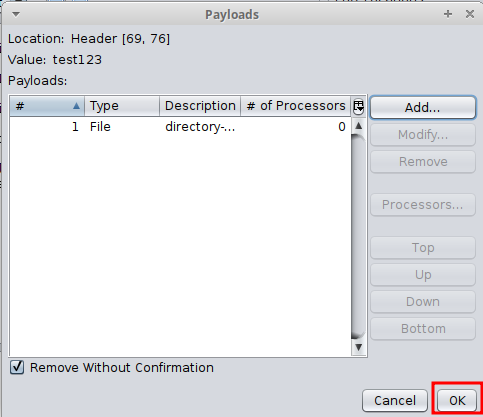 Payloads
Location: Header [69, 76]
Value: test123
Payloads:
# Type Description # of Processors
1 File directory-... 0
Add...
Modify...
Remove
Processors...
Top
Up
Down
Bottom
Remove Without Confirmation
Cancel OK